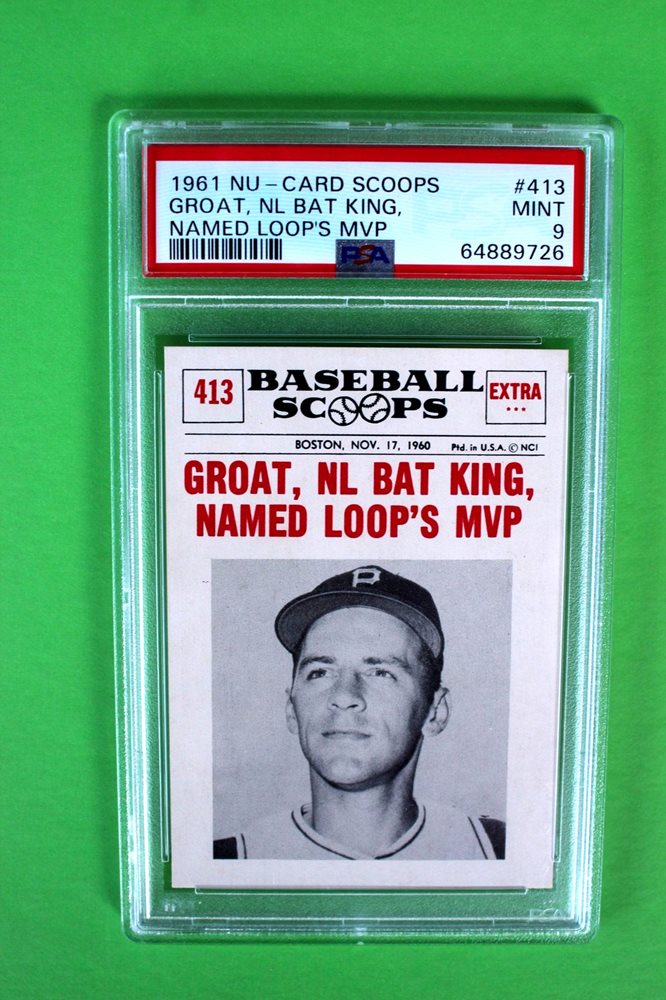 1961 NU-CARD SCOOPS #413
GROAT, NL BAT KING, MINT
NAMED LOOP'S MVP 9
PSA 64889726
413 BASEBALL EXTRA
SCOOPS ***
BOSTON, NOV. 17, 1960 Ptd. in U.S.A. © NCI
GROAT, NL BAT KING,
NAMED LOOP'S MVP
P
PSA